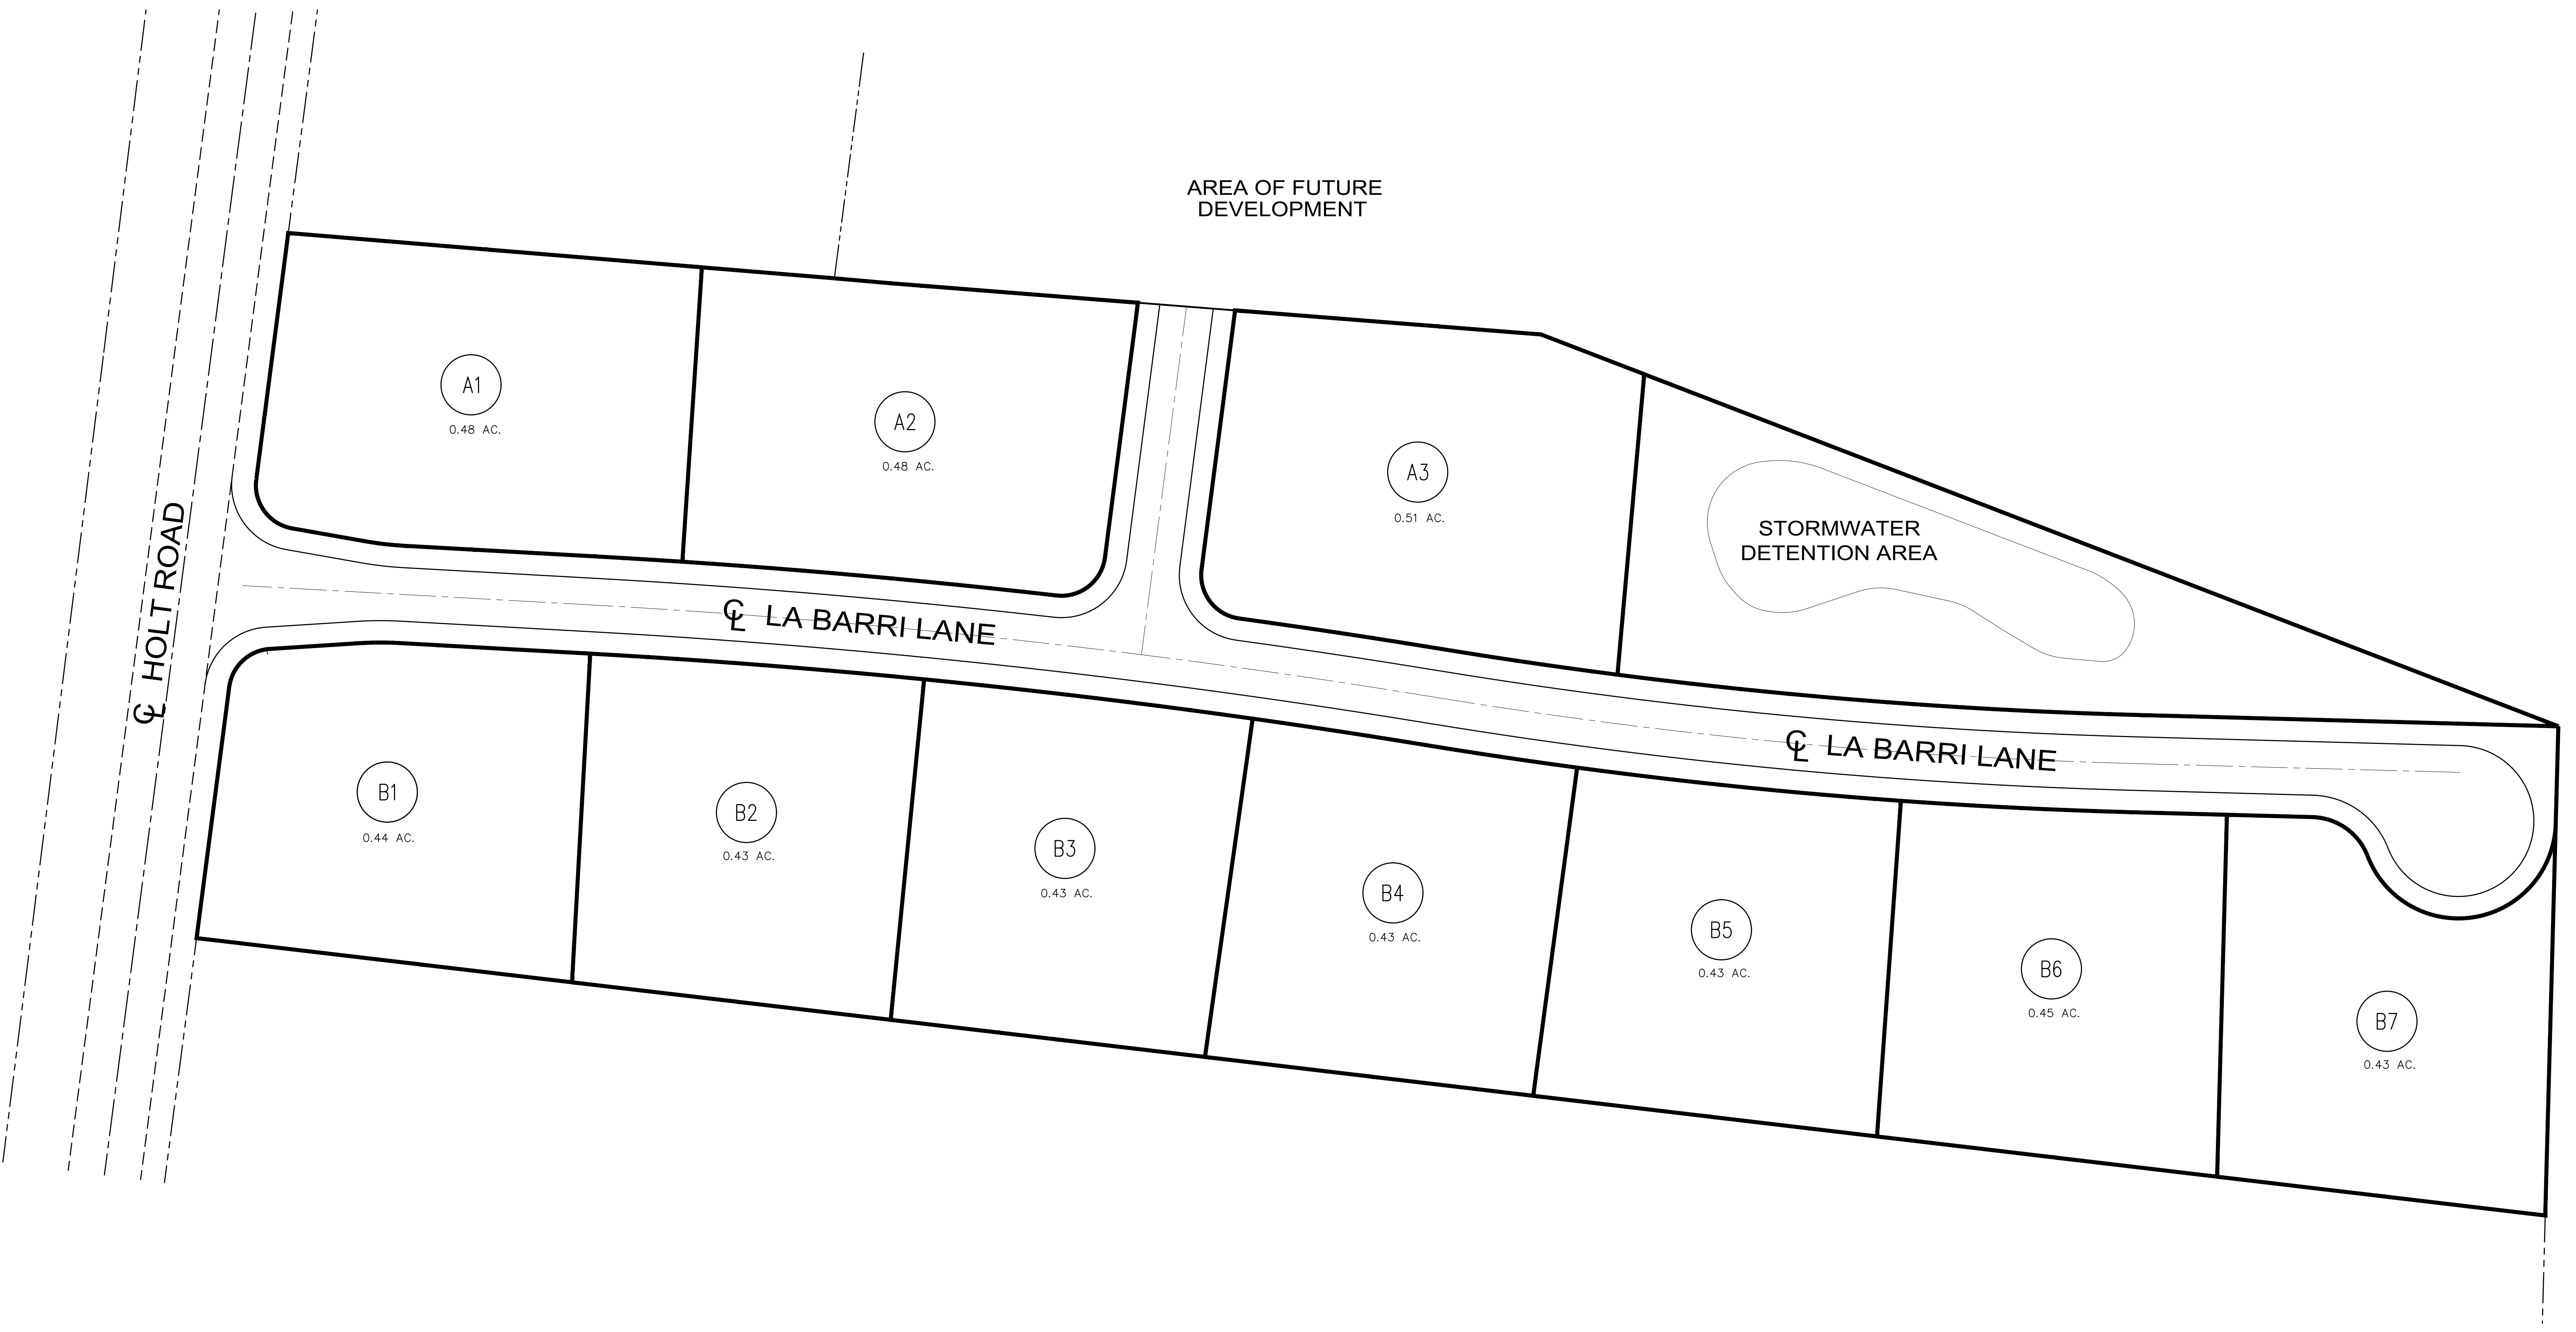 AREA OF FUTURE
DEVELOPMENT
A1
0.48 AC.
A2
0.48 AC.
A3
0.51 AC.
STORMWATER
DETENTION AREA
℄ HOLT ROAD
℄ LA BARRI LANE
℄ LA BARRI LANE
B1
0.44 AC.
B2
0.43 AC.
B3
0.43 AC.
B4
0.43 AC.
B5
0.43 AC.
B6
0.45 AC.
B7
0.43 AC.